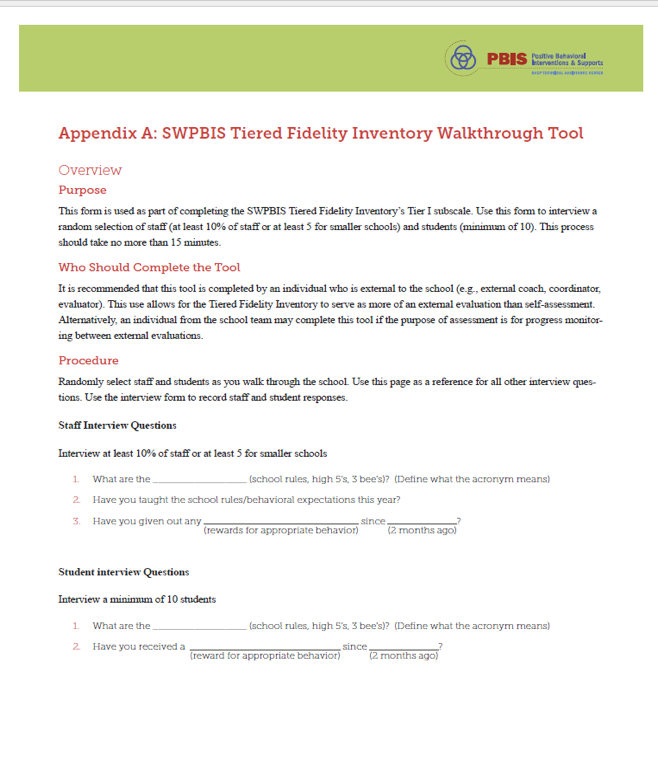 PBIS Positive Behavioral
Interventions & Supports
Appendix A: SWPBIS Tiered Fidelity Inventory Walkthrough Tool
Overview
Purpose
This form is used as part of completing the SWPBIS Tiered Fidelity Inventory's Tier I subscale. Use this form to interview a
random selection of staff (at least 10% of staff or at least 5 for smaller schools) and students (minimum of 10). This process
should take no more than 15 minutes.
Who Should Complete the Tool
It is recommended that this tool is completed by an individual who is external to the school (e.g., external coach, coordinator,
evaluator). This use allows for the Tiered Fidelity Inventory to serve as more of an external evaluation than self-assessment.
Alternatively, an individual from the school team may complete this tool if the purpose of assessment is for progress monitor-
ing between external evaluations.
Procedure
Randomly select staff and students as you walk through the school. Use this page as a reference for all other interview ques-
tions. Use the interview form to record staff and student responses.
Staff Interview Questions
Interview at least 10% of staff or at least 5 for smaller schools
1. What are the ____________________ (school rules, high 5's, 3 bee's)? (Define what the acronym means)
2. Have you taught the school rules/behavioral expectations this year?
3. Have you given out any ____________________ since ______________?
(rewards for appropriate behavior) (2 months ago)
Student interview Questions
Interview a minimum of 10 students
1. What are the ____________________ (school rules, high 5's, 3 bee's)? (Define what the acronym means)
2. Have you received a ____________________ since ______________?
(reward for appropriate behavior) (2 months ago)